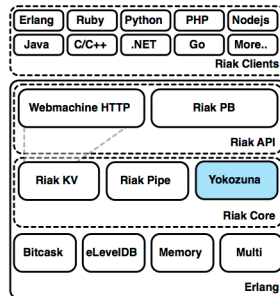 Erlang Ruby Python PHP Nodejs
Java C/C++ .NET Go More..
Riak Clients
Webmachine HTTP Riak PB
Riak API
Riak KV Riak Pipe Yokozuna
Riak Core
Bitcask eLevelDB Memory Multi
Erlang